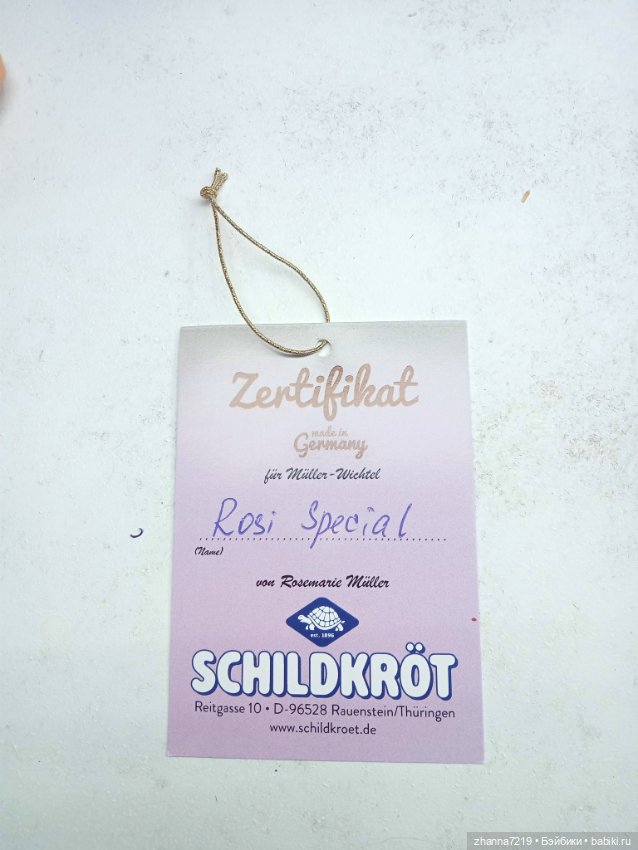 Zertifikat
made in
Germany
für Müller-Wichtel
Rosi Special
(Name)
von Rosemarie Müller
est. 1896
SCHILDKRÖT
Reitgasse 10 • D-96528 Rauenstein/Thüringen
www.schildkroet.de
zhanna7219 • Бэйбики • babiki.ru